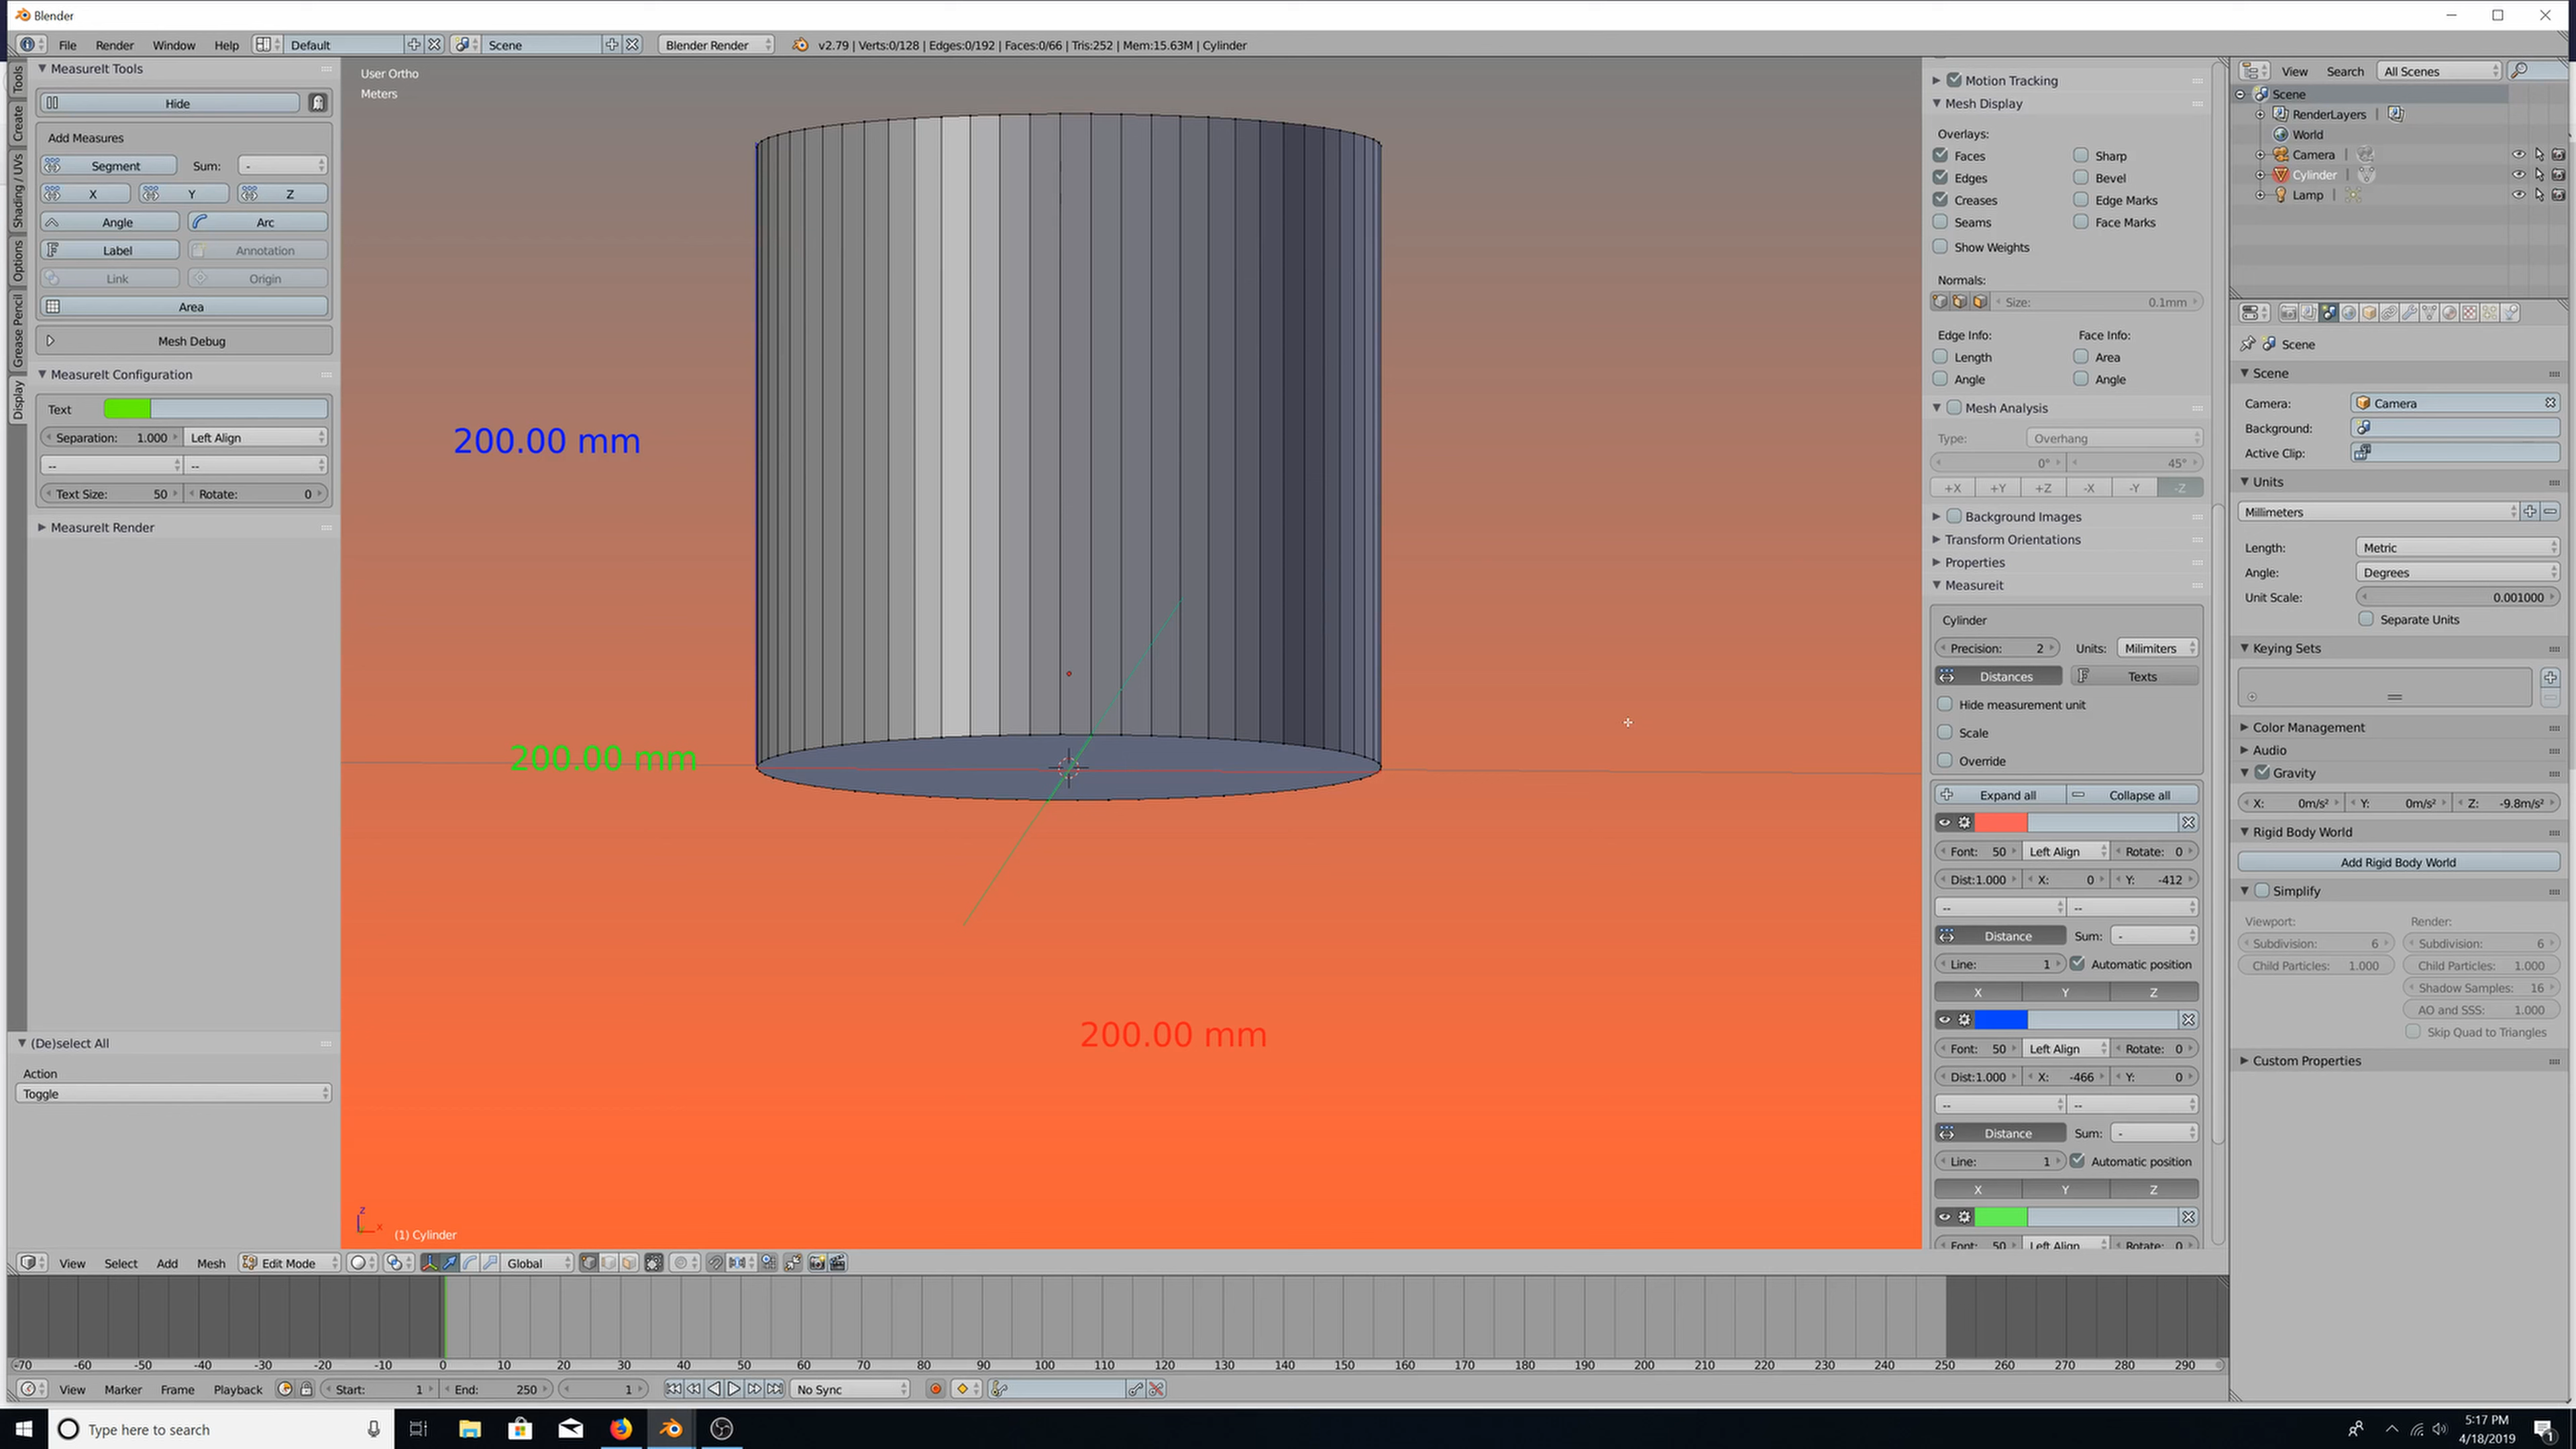 Blender
File Render Window Help Default Scene Blender Render v2.79 | Verts:0/128 | Edges:0/192 | Faces:0/66 | Tris:252 | Mem:15.63M | Cylinder
Tools
Create
Shading / UVs
Options
Grease Pencil
Display
MeasureIt Tools
Hide
Add Measures
Segment Sum: -
X Y Z
Angle Arc
Label Annotation
Link Origin
Area
Mesh Debug
MeasureIt Configuration
Text
Separation: 1.000 Left Align
-- --
Text Size: 50 Rotate: 0
MeasureIt Render
(De)select All
Action
Toggle
User Ortho
Meters
200.00 mm
200.00 mm
200.00 mm
z
x
(1) Cylinder
Motion Tracking
Mesh Display
Overlays:
Faces Sharp
Edges Bevel
Creases Edge Marks
Seams Face Marks
Show Weights
Normals:
Size: 0.1mm
Edge Info: Face Info:
Length Area
Angle Angle
Mesh Analysis
Type: Overhang
0° 45°
+X +Y +Z -X -Y -Z
Background Images
Transform Orientations
Properties
Measureit
Cylinder
Precision: 2 Units: Milimiters
Distances Texts
Hide measurement unit
Scale
Override
Expand all Collapse all
Font: 50 Left Align Rotate: 0
Dist:1.000 X: 0 Y: -412
-- --
Distance Sum: -
Line: 1 Automatic position
X Y Z
Font: 50 Left Align Rotate: 0
Dist:1.000 X: -466 Y: 0
-- --
Distance Sum: -
Line: 1 Automatic position
X Y Z
Font: 50 Left Align Rotate: 0
View Search All Scenes
Scene
RenderLayers
World
Camera
Cylinder
Lamp
Scene
Scene
Camera: Camera
Background:
Active Clip:
Units
Millimeters
Length: Metric
Angle: Degrees
Unit Scale: 0.001000
Separate Units
Keying Sets
Color Management
Audio
Gravity
X: 0m/s² Y: 0m/s² Z: -9.8m/s²
Rigid Body World
Add Rigid Body World
Simplify
Viewport: Render:
Subdivision: 6 Subdivision: 6
Child Particles: 1.000 Child Particles: 1.000
Shadow Samples: 16
AO and SSS: 1.000
Skip Quad to Triangles
Custom Properties
View Select Add Mesh Edit Mode Global
-70 -60 -50 -40 -30 -20 -10 0 10 20 30 40 50 60 70 80 90 100 110 120 130 140 150 160 170 180 190 200 210 220 230 240 250 260 270 280 290
View Marker Frame Playback Start: 1 End: 250 1 No Sync
Type here to search
5:17 PM
4/18/2019
1